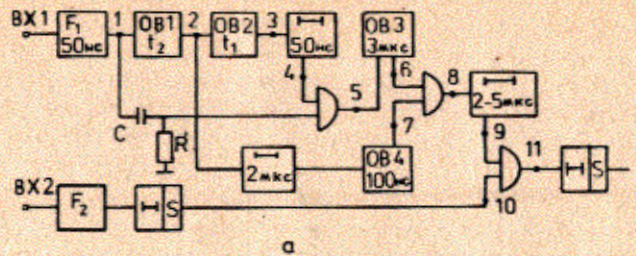 ВХ1
F₁
50нс
1
ОВ1
t₂
2
ОВ2
t₁
3
50нс
ОВ3
3мкс
4
5
6
7
8
2-5мкс
9
C
R
2мкс
ОВ4
100нс
ВХ2
F₂
S
10
11
S
а